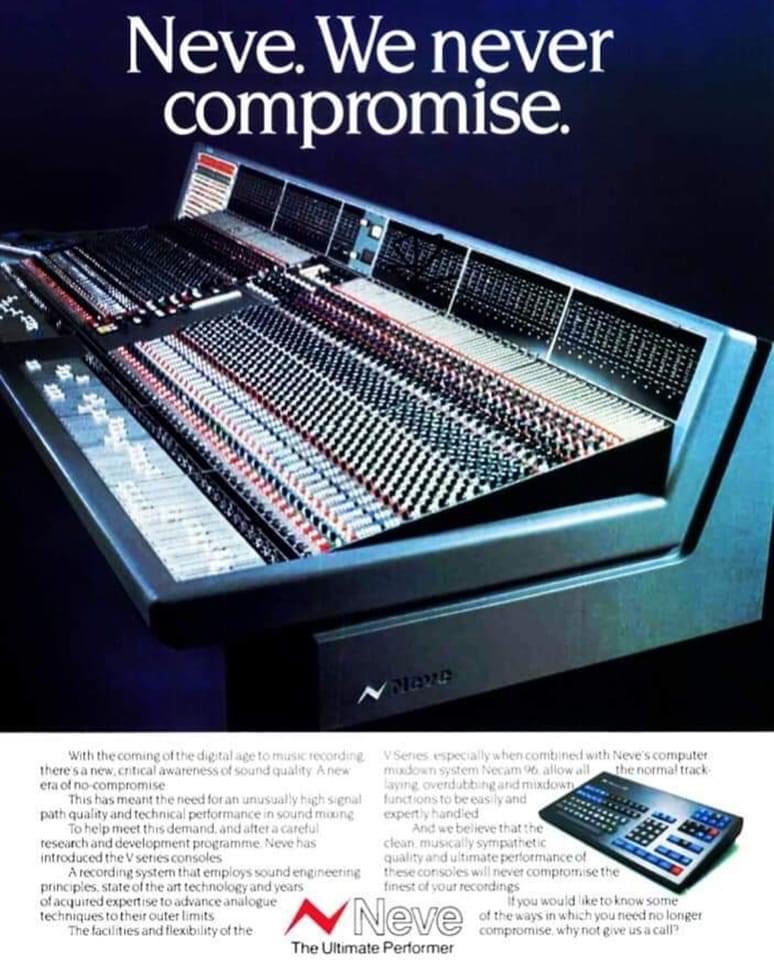 Neve. We never
compromise.
Neve
With the coming of the digital age to music recording,
there's a new, critical awareness of sound quality. A new
era of no-compromise
This has meant the need for an unusually high signal
path quality and technical performance in sound mixing
To help meet this demand, and after a careful
research and development programme, Neve has
introduced the V series consoles
A recording system that employs sound engineering
principles, state of the art technology and years
of acquired expertise to advance analogue
techniques to their outer limits
The facilities and flexibility of the
V Series, especially when combined with Neve's computer
mixdown system Necam 96, allow all the normal track-
laying, overdubbing and mixdown
functions to be easily and
expertly handled
And we believe that the
clean, musically sympathetic
quality and ultimate performance of
these consoles will never compromise the
finest of your recordings
If you would like to know some
of the ways in which you need no longer
compromise, why not give us a call?
Neve
The Ultimate Performer